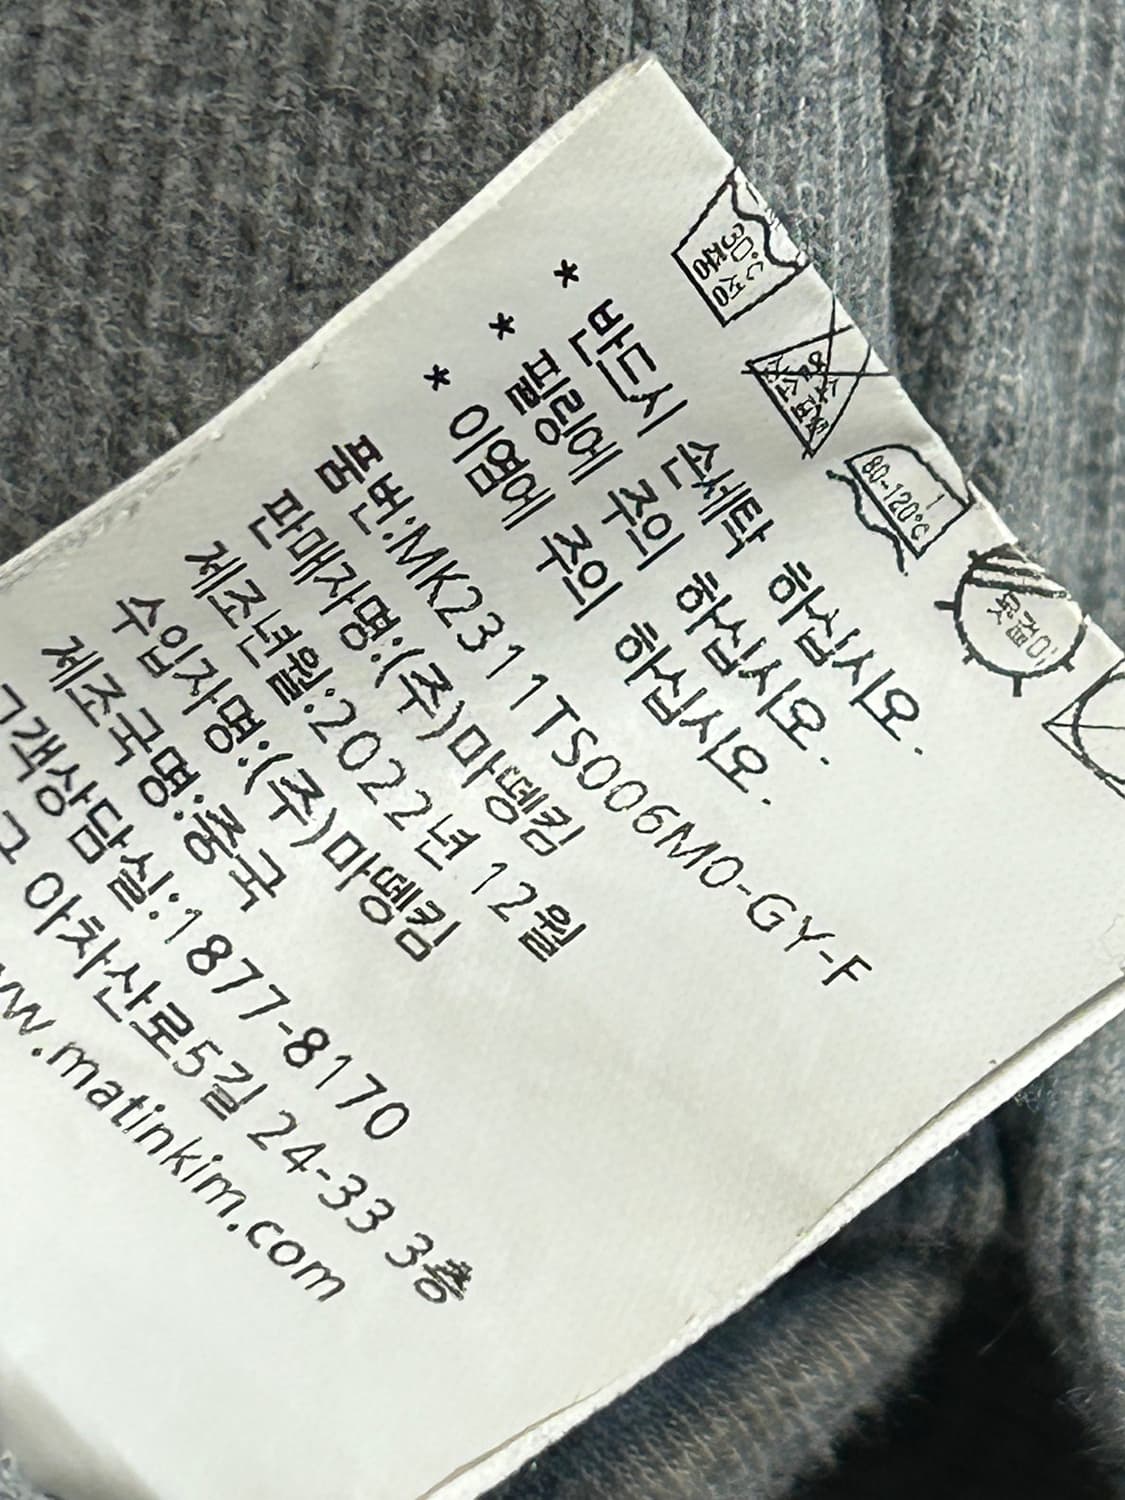 30°C
중성
80~120°C
옷걸이
* 반드시 손세탁 하십시오.
* 필링에 주의 하십시오.
* 이염에 주의 하십시오.
품번:MK2311TS006M0-GY-F
판매자명:(주)마뗑킴
제조년월:2022년 12월
수입자명:(주)마뗑킴
제조국명:중국
고객상담실:1877-8170
아차산로5길 24-33 3층
.matinkim.com